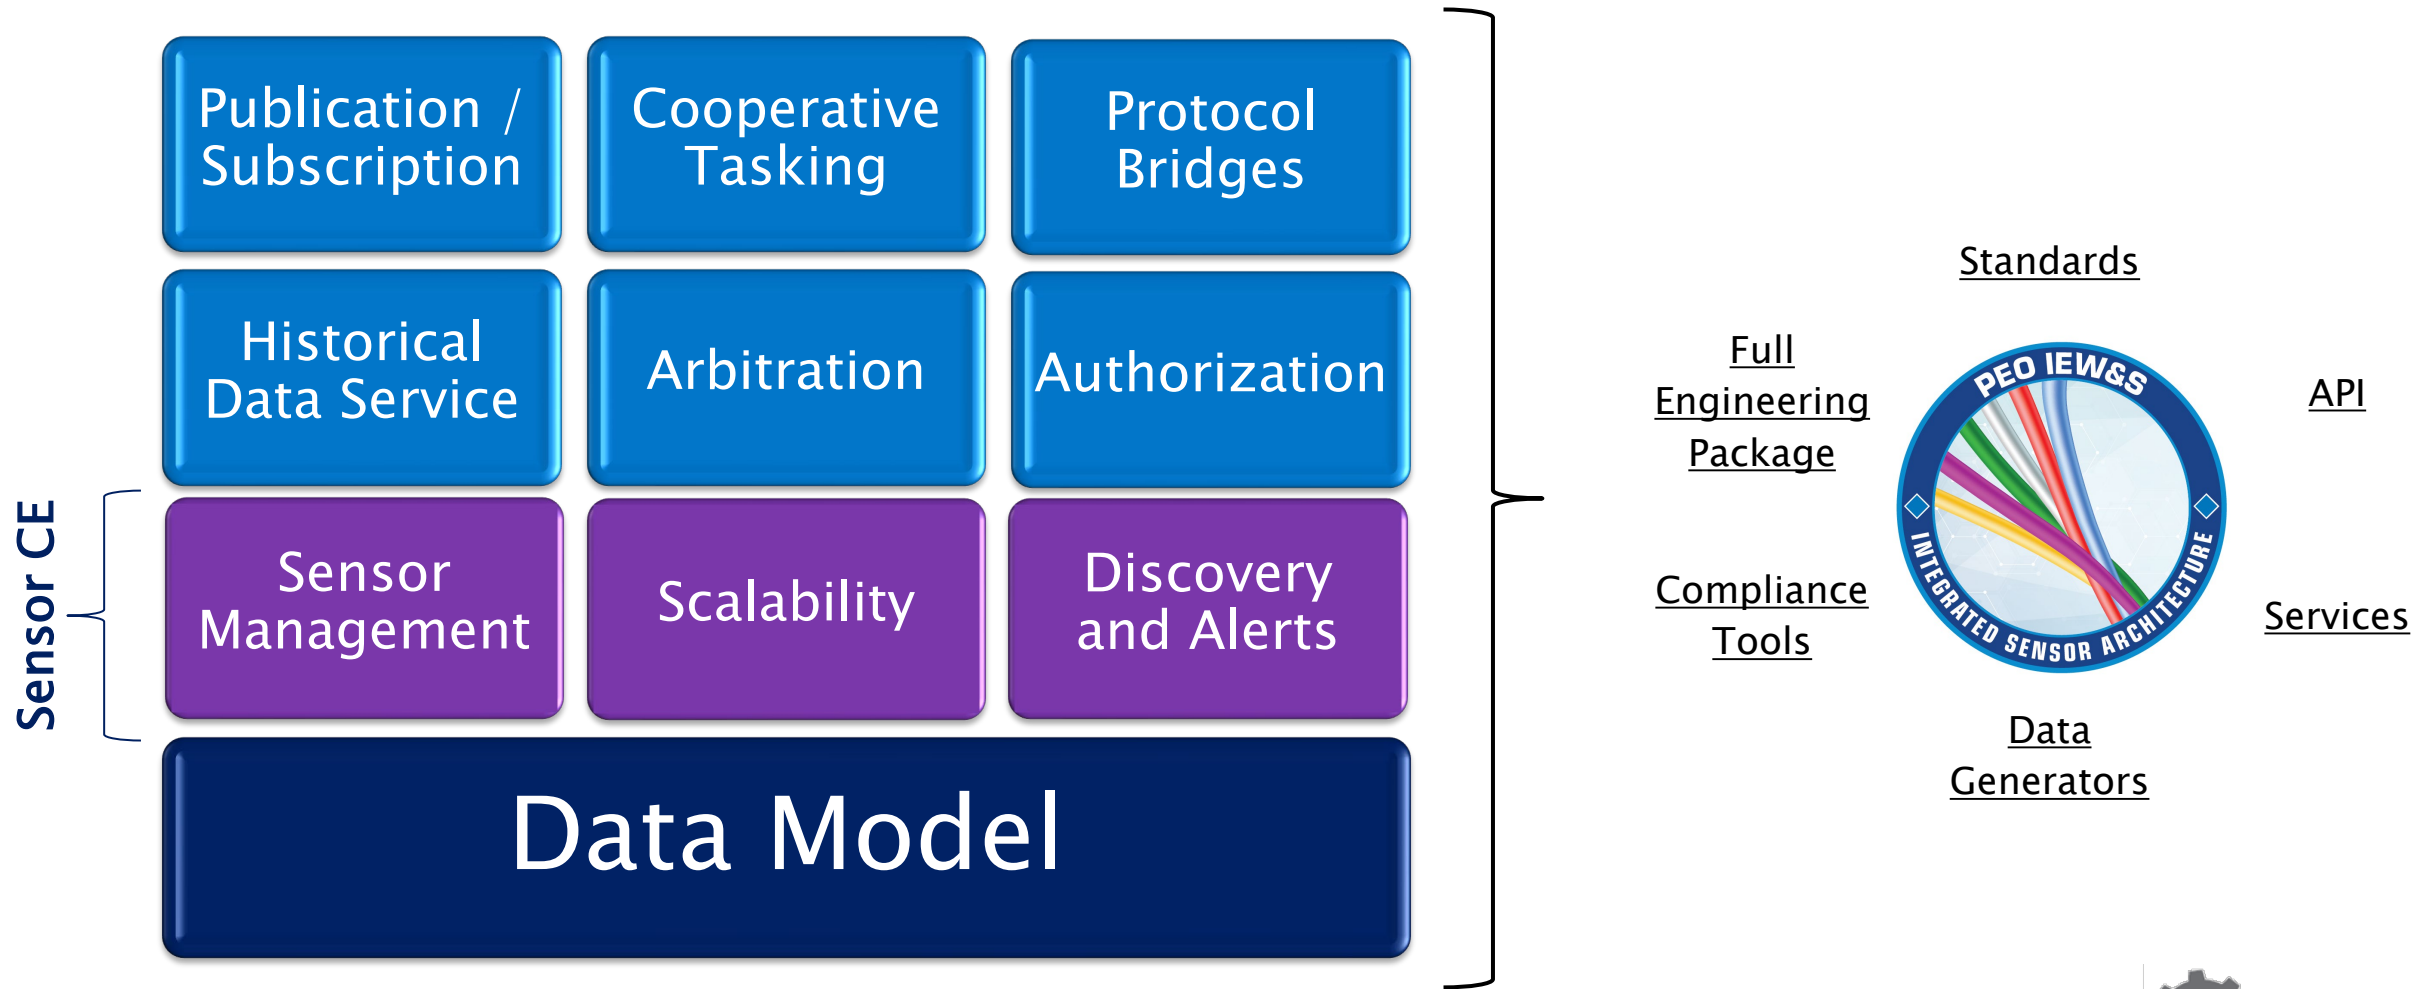 Publication /
Subscription
Cooperative
Tasking
Protocol
Bridges
Historical
Data Service
Arbitration
Authorization
Sensor CE
Sensor
Management
Scalability
Discovery
and Alerts
Data Model
Standards
Full
Engineering
Package
API
PEO IEW&S
INTEGRATED SENSOR ARCHITECTURE
Compliance
Tools
Services
Data
Generators